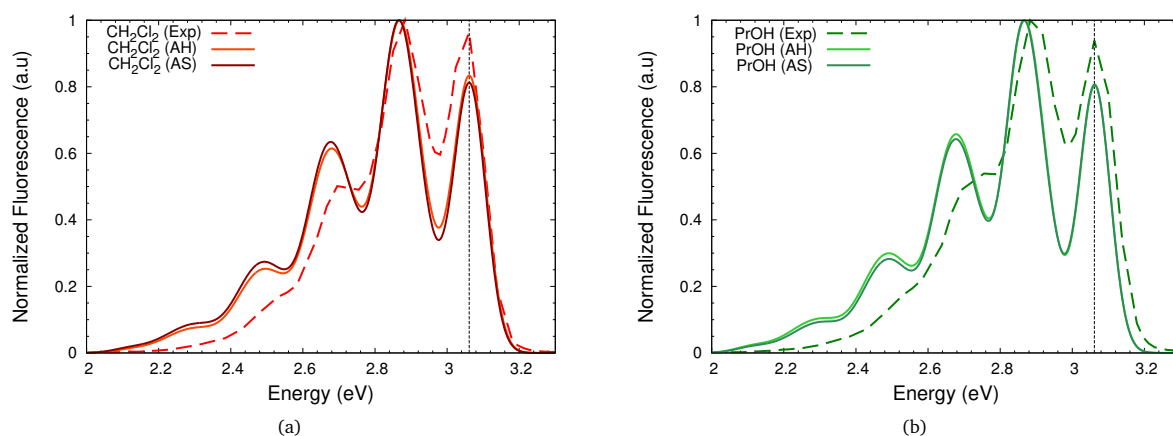 Normalized Fluorescence (a.u)
1
0.8
0.6
0.4
0.2
0
CH₂Cl₂ (Exp)
CH₂Cl₂ (AH)
CH₂Cl₂ (AS)
2 2.2 2.4 2.6 2.8 3 3.2
Energy (eV)
(a)
Normalized Fluorescence (a.u)
1
0.8
0.6
0.4
0.2
0
PrOH (Exp)
PrOH (AH)
PrOH (AS)
2 2.2 2.4 2.6 2.8 3 3.2
Energy (eV)
(b)